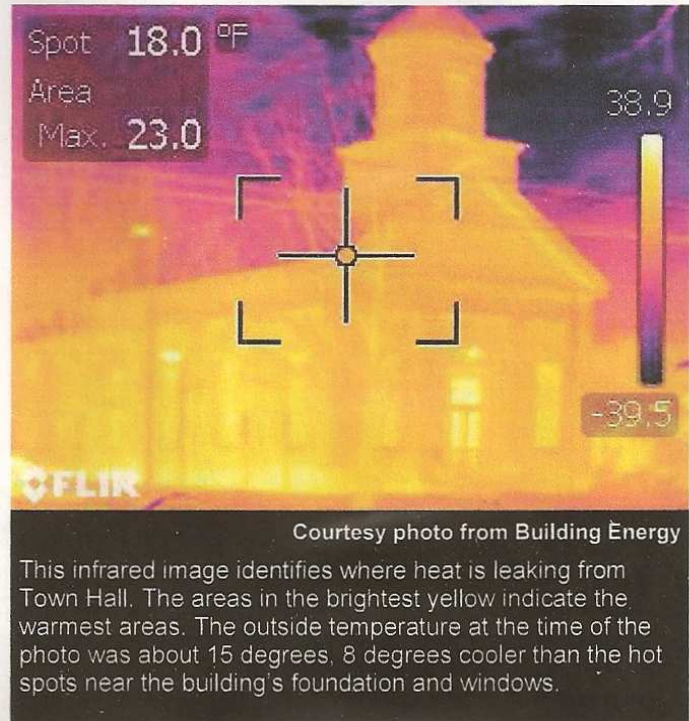 Spot 18.0 °F
Area
Max. 23.0
38.9
-39.5
FLIR
Courtesy photo from Building Energy
This infrared image identifies where heat is leaking from
Town Hall. The areas in the brightest yellow indicate the
warmest areas. The outside temperature at the time of the
photo was about 15 degrees, 8 degrees cooler than the hot
spots near the building's foundation and windows.